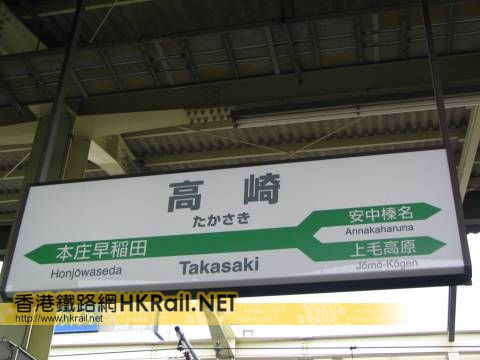 高崎
たかさき
Takasaki
本庄早稲田
Honjōwaseda
安中榛名
Annakaharuna
上毛高原
Jōmō-Kōgen
香港鐵路網HKRail.NET
http://www.hkrail.net